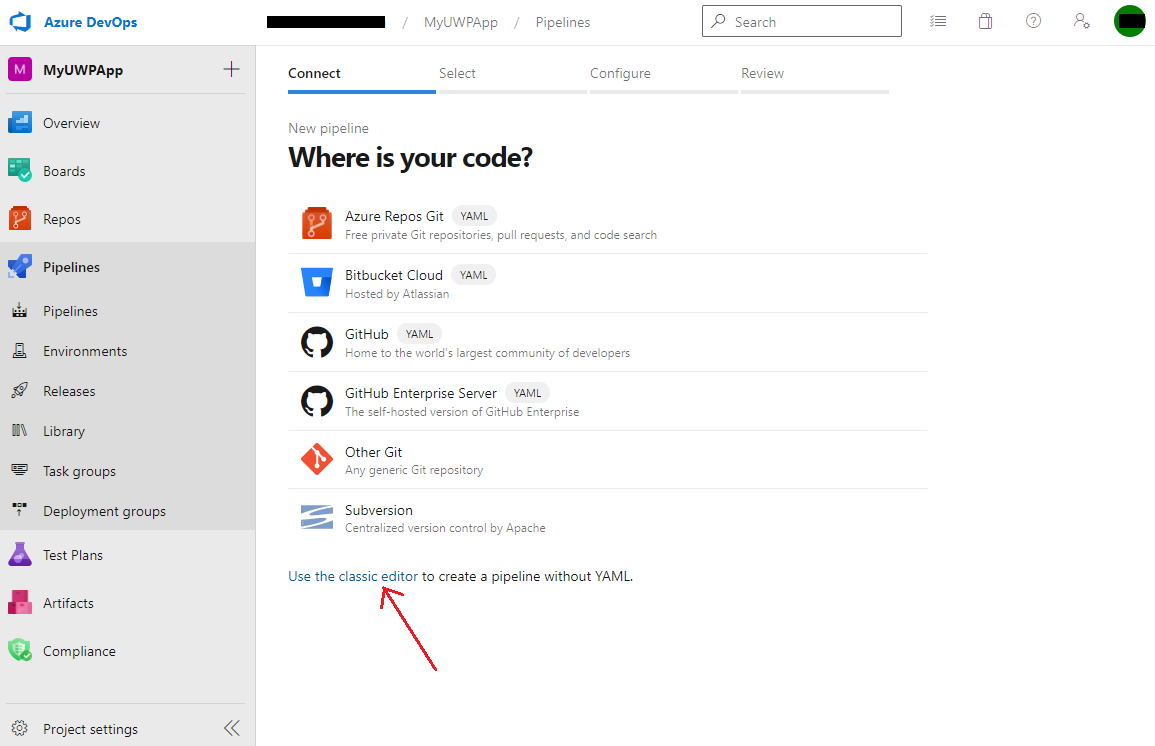 Azure DevOps
/ MyUWPApp / Pipelines
Search
M MyUWPApp
Overview
Boards
Repos
Pipelines
Pipelines
Environments
Releases
Library
Task groups
Deployment groups
Test Plans
Artifacts
Compliance
Project settings
Connect Select Configure Review
New pipeline
Where is your code?
Azure Repos Git YAML
Free private Git repositories, pull requests, and code search
Bitbucket Cloud YAML
Hosted by Atlassian
GitHub YAML
Home to the world's largest community of developers
GitHub Enterprise Server YAML
The self-hosted version of GitHub Enterprise
Other Git
Any generic Git repository
Subversion
Centralized version control by Apache
Use the classic editor to create a pipeline without YAML.